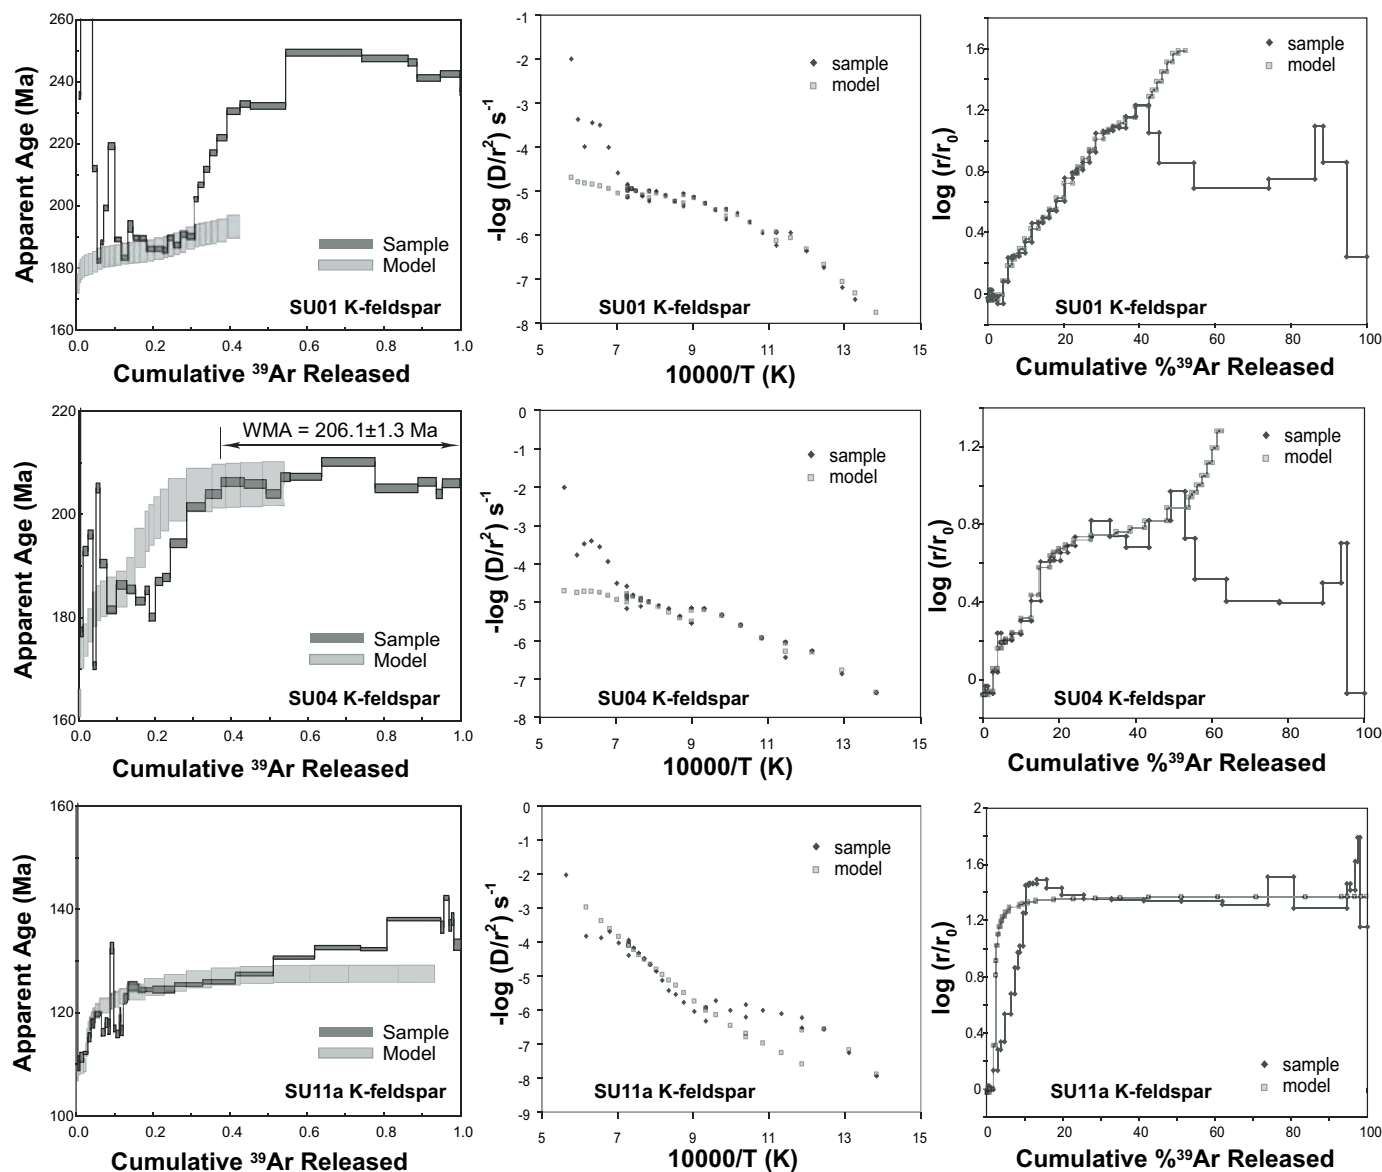 260
240
220
200
180
160
Apparent Age (Ma)
Sample
Model
SU01 K-feldspar
0.0 0.2 0.4 0.6 0.8 1.0
Cumulative ³⁹Ar Released
-1
-2
-3
-4
-5
-6
-7
-8
-log (D/r²) s⁻¹
sample
model
SU01 K-feldspar
5 7 9 11 13 15
10000/T (K)
1.6
1.2
0.8
0.4
0
log (r/r₀)
sample
model
SU01 K-feldspar
0 20 40 60 80 100
Cumulative %³⁹Ar Released
220
200
180
160
Apparent Age (Ma)
WMA = 206.1±1.3 Ma
Sample
Model
SU04 K-feldspar
0.0 0.2 0.4 0.6 0.8 1.0
Cumulative ³⁹Ar Released
0
-1
-2
-3
-4
-5
-6
-7
-8
-log (D/r²) s⁻¹
sample
model
SU04 K-feldspar
5 7 9 11 13 15
10000/T (K)
1.2
0.8
0.4
0
log (r/r₀)
sample
model
SU04 K-feldspar
0 20 40 60 80 100
Cumulative %³⁹Ar Released
160
140
120
100
Apparent Age (Ma)
Sample
Model
SU11a K-feldspar
0.0 0.2 0.4 0.6 0.8 1.0
Cumulative ³⁹Ar Released
0
-1
-2
-3
-4
-5
-6
-7
-8
-9
-log (D/r²) s⁻¹
sample
model
SU11a K-feldspar
5 7 9 11 13 15
10000/T (K)
2
1.6
1.2
0.8
0.4
0
log (r/r₀)
sample
model
SU11a K-feldspar
0 20 40 60 80 100
Cumulative %³⁹Ar Released